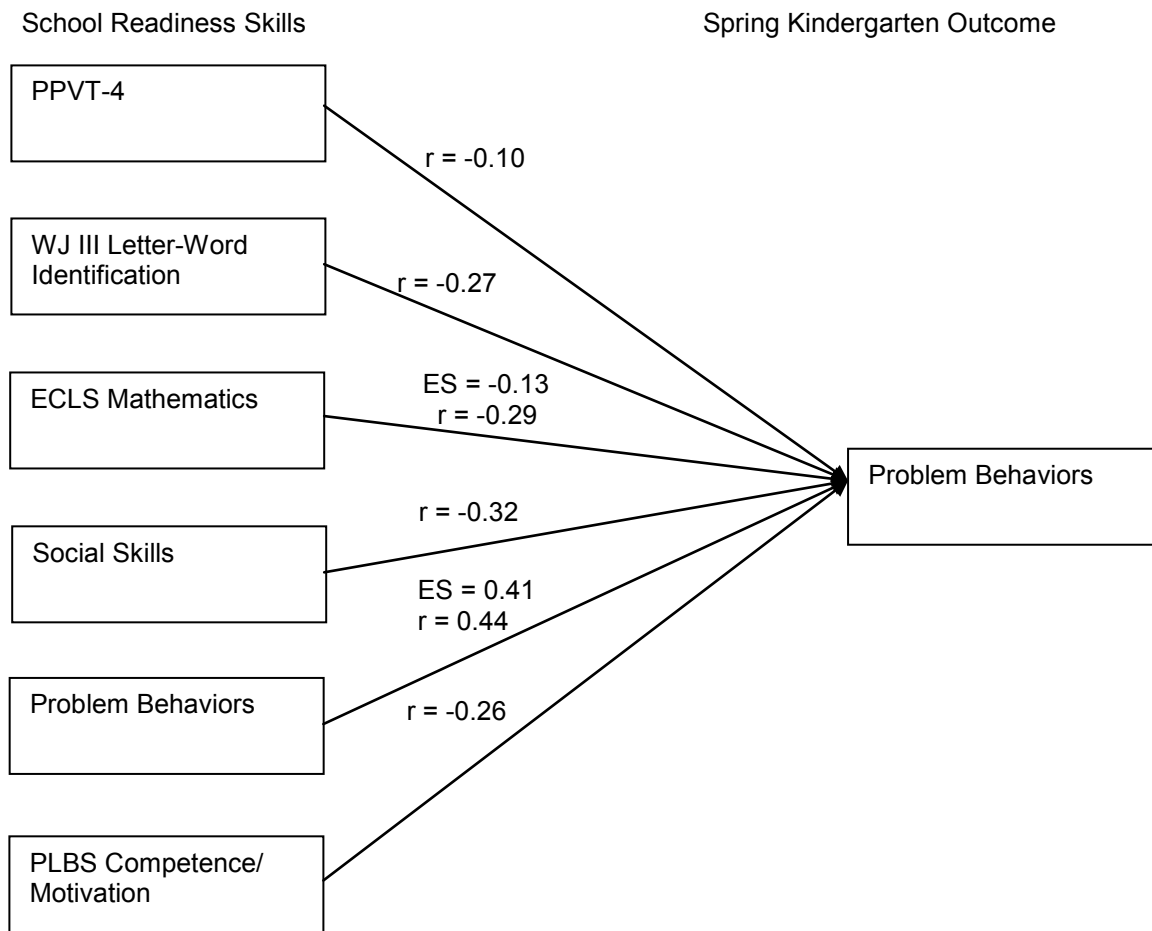 School Readiness Skills
Spring Kindergarten Outcome
PPVT-4
r = -0.10
WJ III Letter-Word
Identification
r = -0.27
ECLS Mathematics
ES = -0.13
r = -0.29
Problem Behaviors
Social Skills
r = -0.32
ES = 0.41
r = 0.44
Problem Behaviors
r = -0.26
PLBS Competence/
Motivation